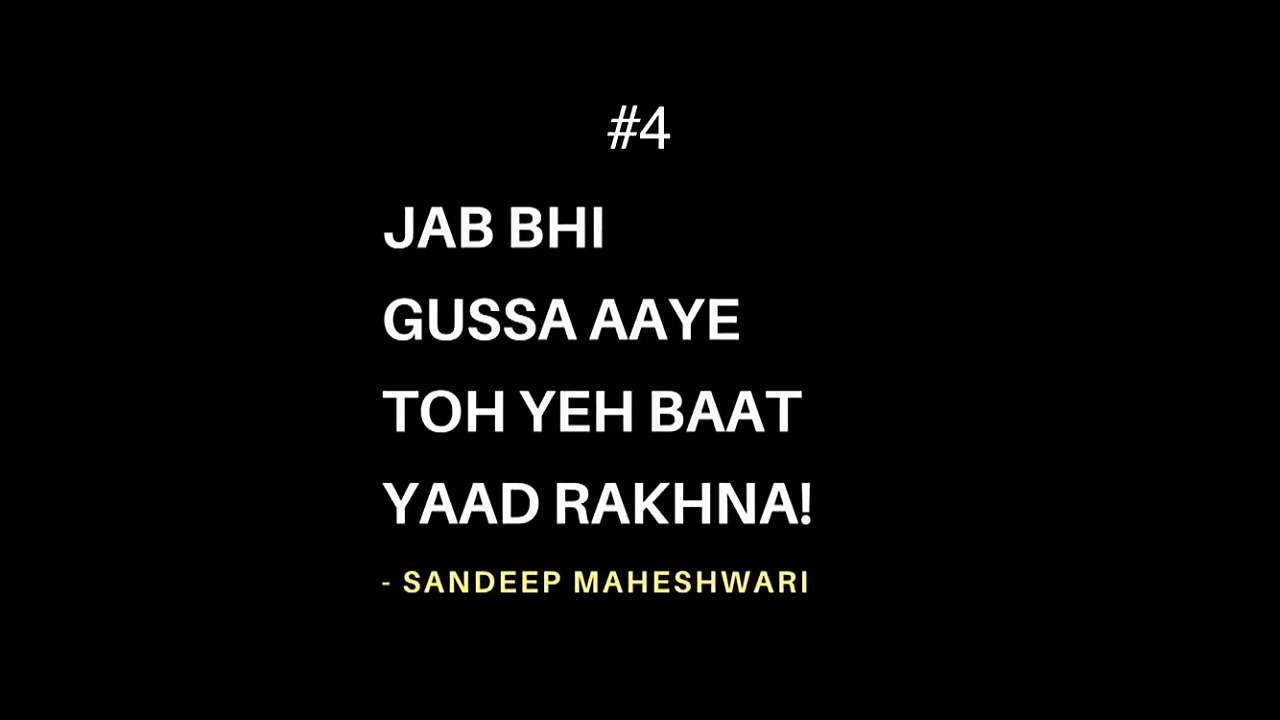 #4
JAB BHI
GUSSA AAYE
TOH YEH BAAT
YAAD RAKHNA!
- SANDEEP MAHESHWARI